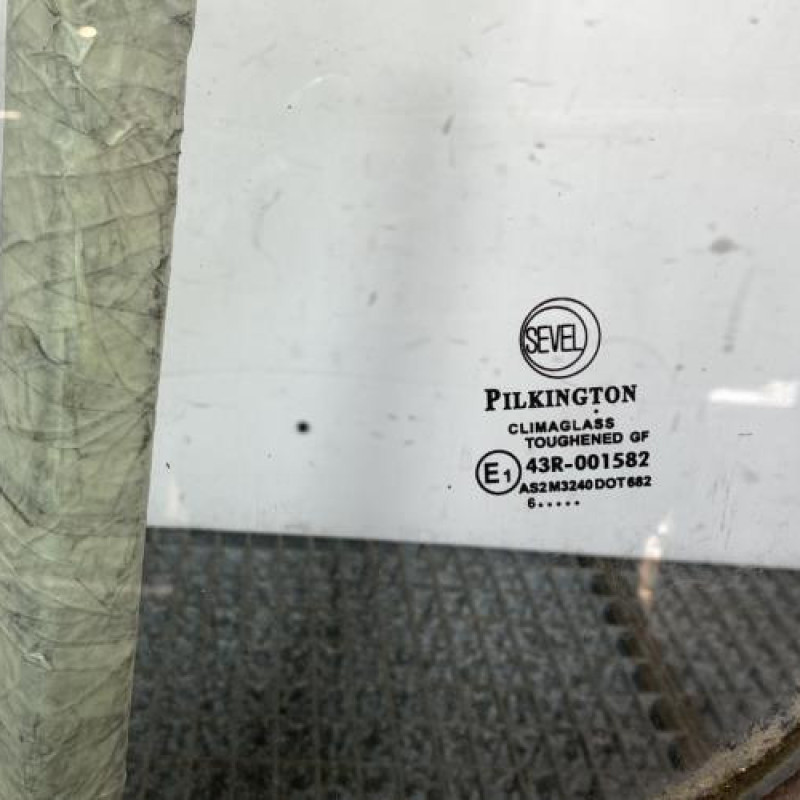 SEVEL
PILKINGTON
CLIMAGLASS
TOUGHENED GF
E1 43R-001582
AS2 M3240 DOT 682
6.....